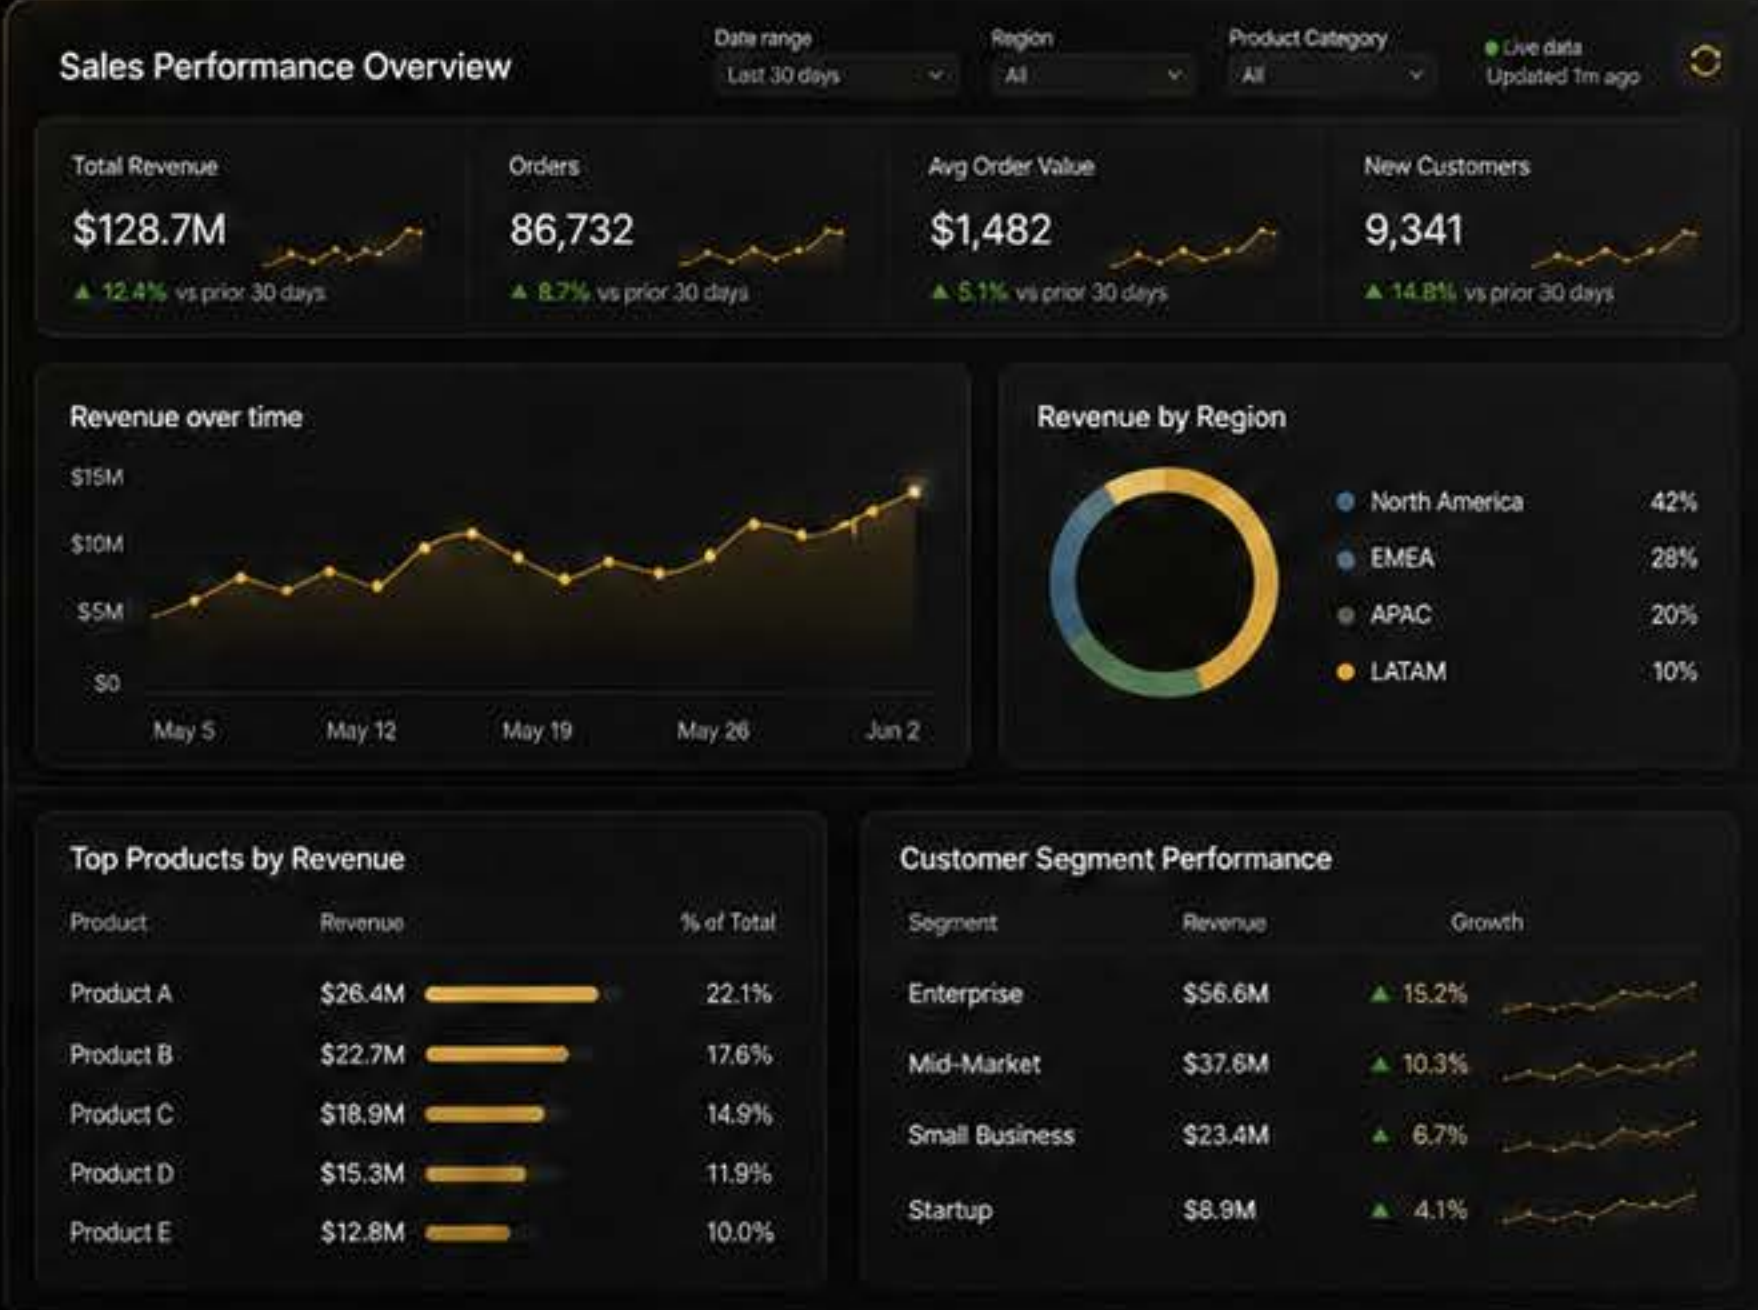 Sales Performance Overview
Date range
Last 30 days
Region
All
Product Category
All
Live data
Updated 1m ago
Total Revenue
$128.7M
▲ 12.4% vs prior 30 days
Orders
86,732
▲ 8.7% vs prior 30 days
Avg Order Value
$1,482
▲ 5.1% vs prior 30 days
New Customers
9,341
▲ 14.8% vs prior 30 days
Revenue over time
$15M
$10M
$5M
$0
May 5 May 12 May 19 May 26 Jun 2
Revenue by Region
North America 42%
EMEA 28%
APAC 20%
LATAM 10%
Top Products by Revenue
Product Revenue % of Total
Product A $26.4M 22.1%
Product B $22.7M 17.6%
Product C $18.9M 14.9%
Product D $15.3M 11.9%
Product E $12.8M 10.0%
Customer Segment Performance
Segment Revenue Growth
Enterprise $56.6M ▲ 15.2%
Mid-Market $37.6M ▲ 10.3%
Small Business $23.4M ▲ 6.7%
Startup $8.9M ▲ 4.1%